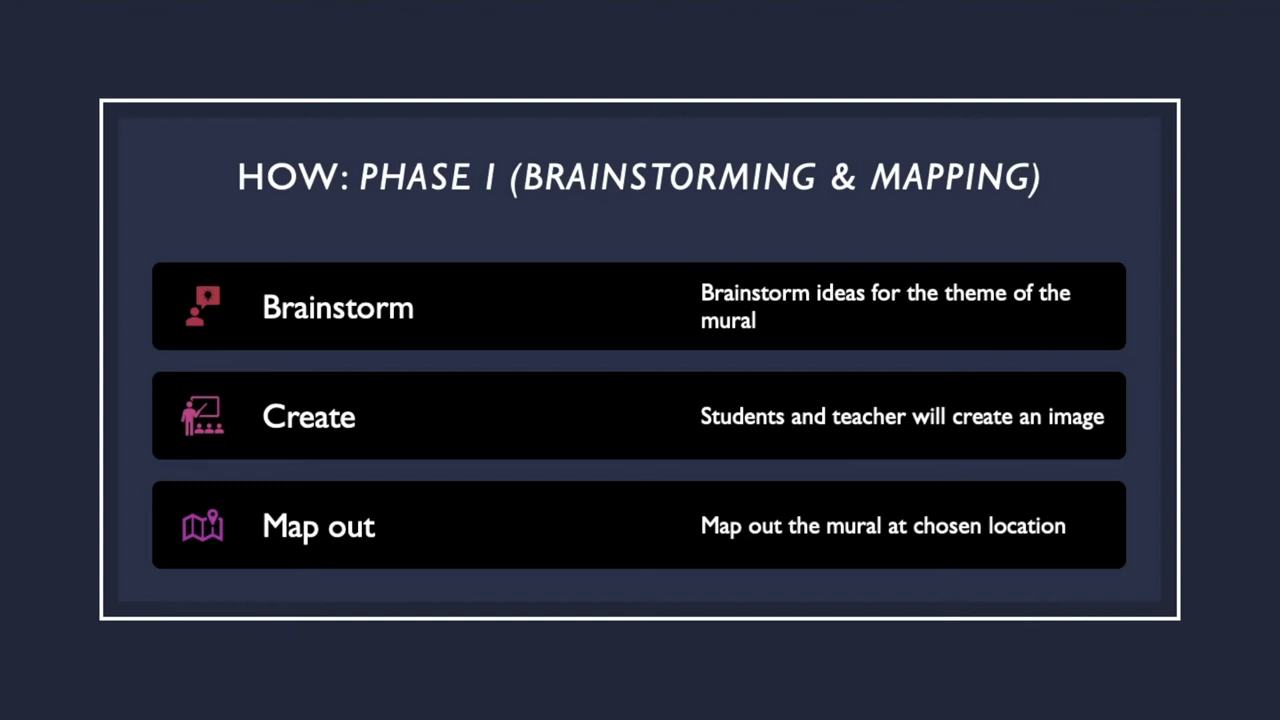 HOW: PHASE I (BRAINSTORMING & MAPPING)
Brainstorm
Brainstorm ideas for the theme of the
mural
Create
Students and teacher will create an image
Map out
Map out the mural at chosen location